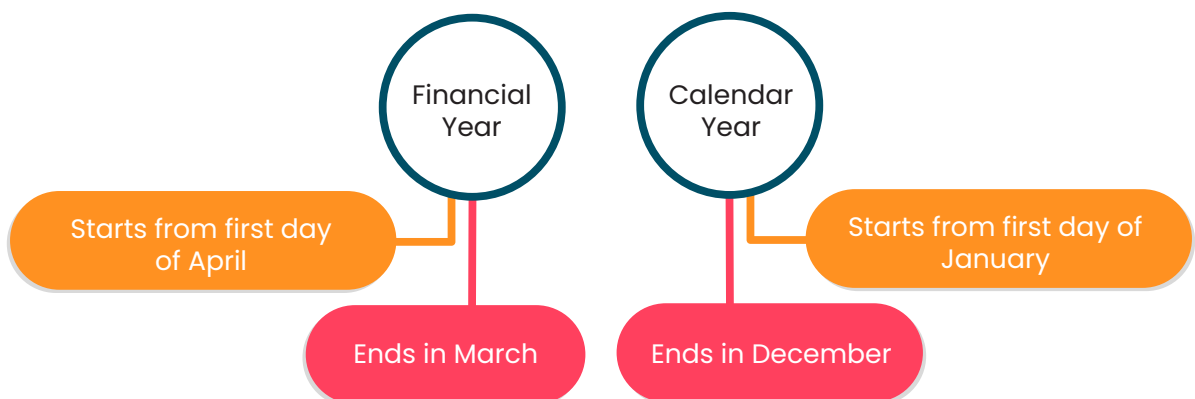 Financial
Year
Calendar
Year
Starts from first day
of April
Starts from first day of
January
Ends in March
Ends in December